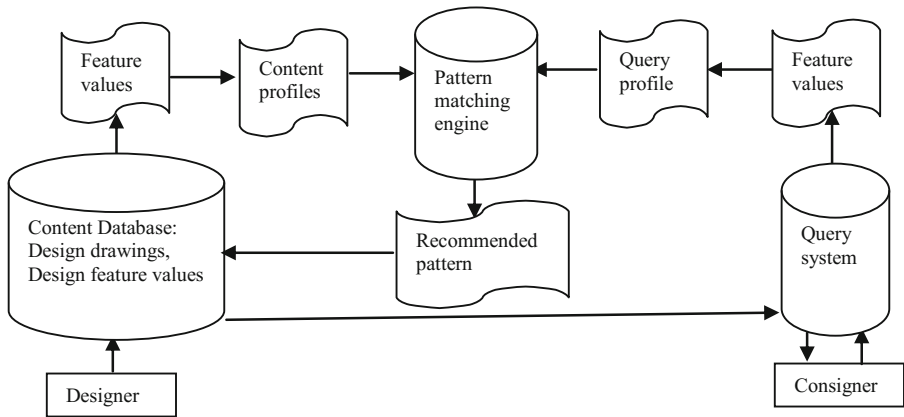 Feature
values
Content
profiles
Pattern
matching
engine
Query
profile
Feature
values
Content Database:
Design drawings,
Design feature values
Recommended
pattern
Query
system
Designer
Consigner